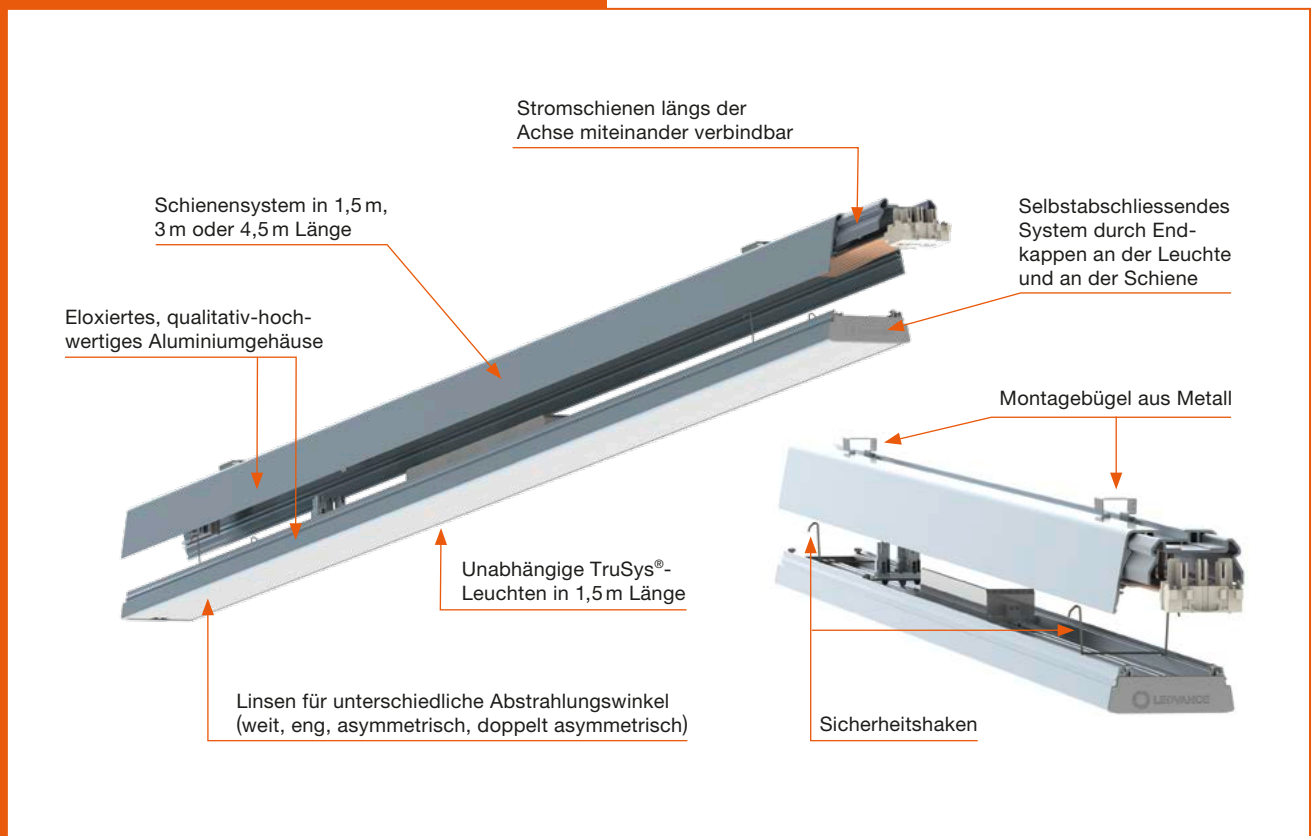 Stromschienen längs der
Achse miteinander verbindbar
Schienensystem in 1,5 m,
3 m oder 4,5 m Länge
Selbstabschliessendes
System durch End-
kappen an der Leuchte
und an der Schiene
Eloxiertes, qualitativ-hoch-
wertiges Aluminiumgehäuse
Montagebügel aus Metall
Unabhängige TruSys®-
Leuchten in 1,5 m Länge
Linsen für unterschiedliche Abstrahlungswinkel
(weit, eng, asymmetrisch, doppelt asymmetrisch)
Sicherheitshaken
LEDVANCE